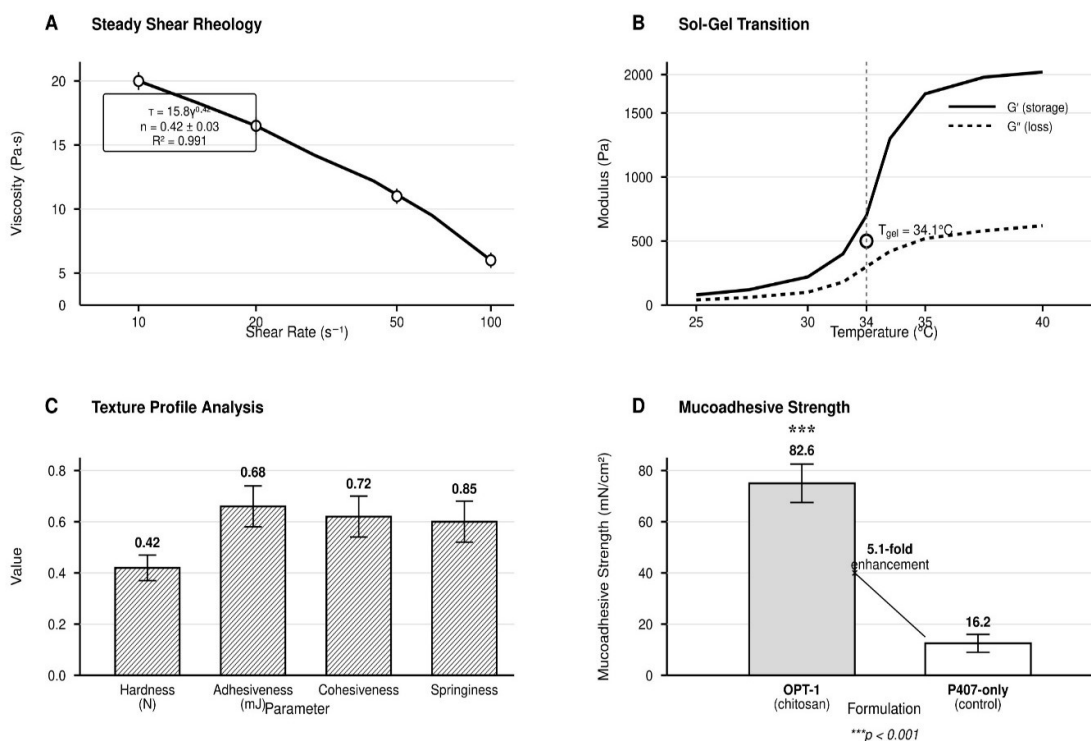 A Steady Shear Rheology
Viscosity (Pa·s)
20
15
10
5
0
τ = 15.8γ⁰·⁴²
n = 0.42 ± 0.03
R² = 0.991
10 20 50 100
Shear Rate (s⁻¹)
B Sol-Gel Transition
Modulus (Pa)
2000
1500
1000
500
0
G' (storage)
G" (loss)
Tgel = 34.1°C
25 30 34 35 40
Temperature (°C)
C Texture Profile Analysis
Value
0.8
0.6
0.4
0.2
0.0
0.42
0.68
0.72
0.85
Hardness Adhesiveness Cohesiveness Springiness
(N) (mJ)
Parameter
D Mucoadhesive Strength
Mucoadhesive Strength (mN/cm²)
80
60
40
20
0
***
82.6
5.1-fold
enhancement
16.2
OPT-1 P407-only
(chitosan) (control)
Formulation
***p < 0.001